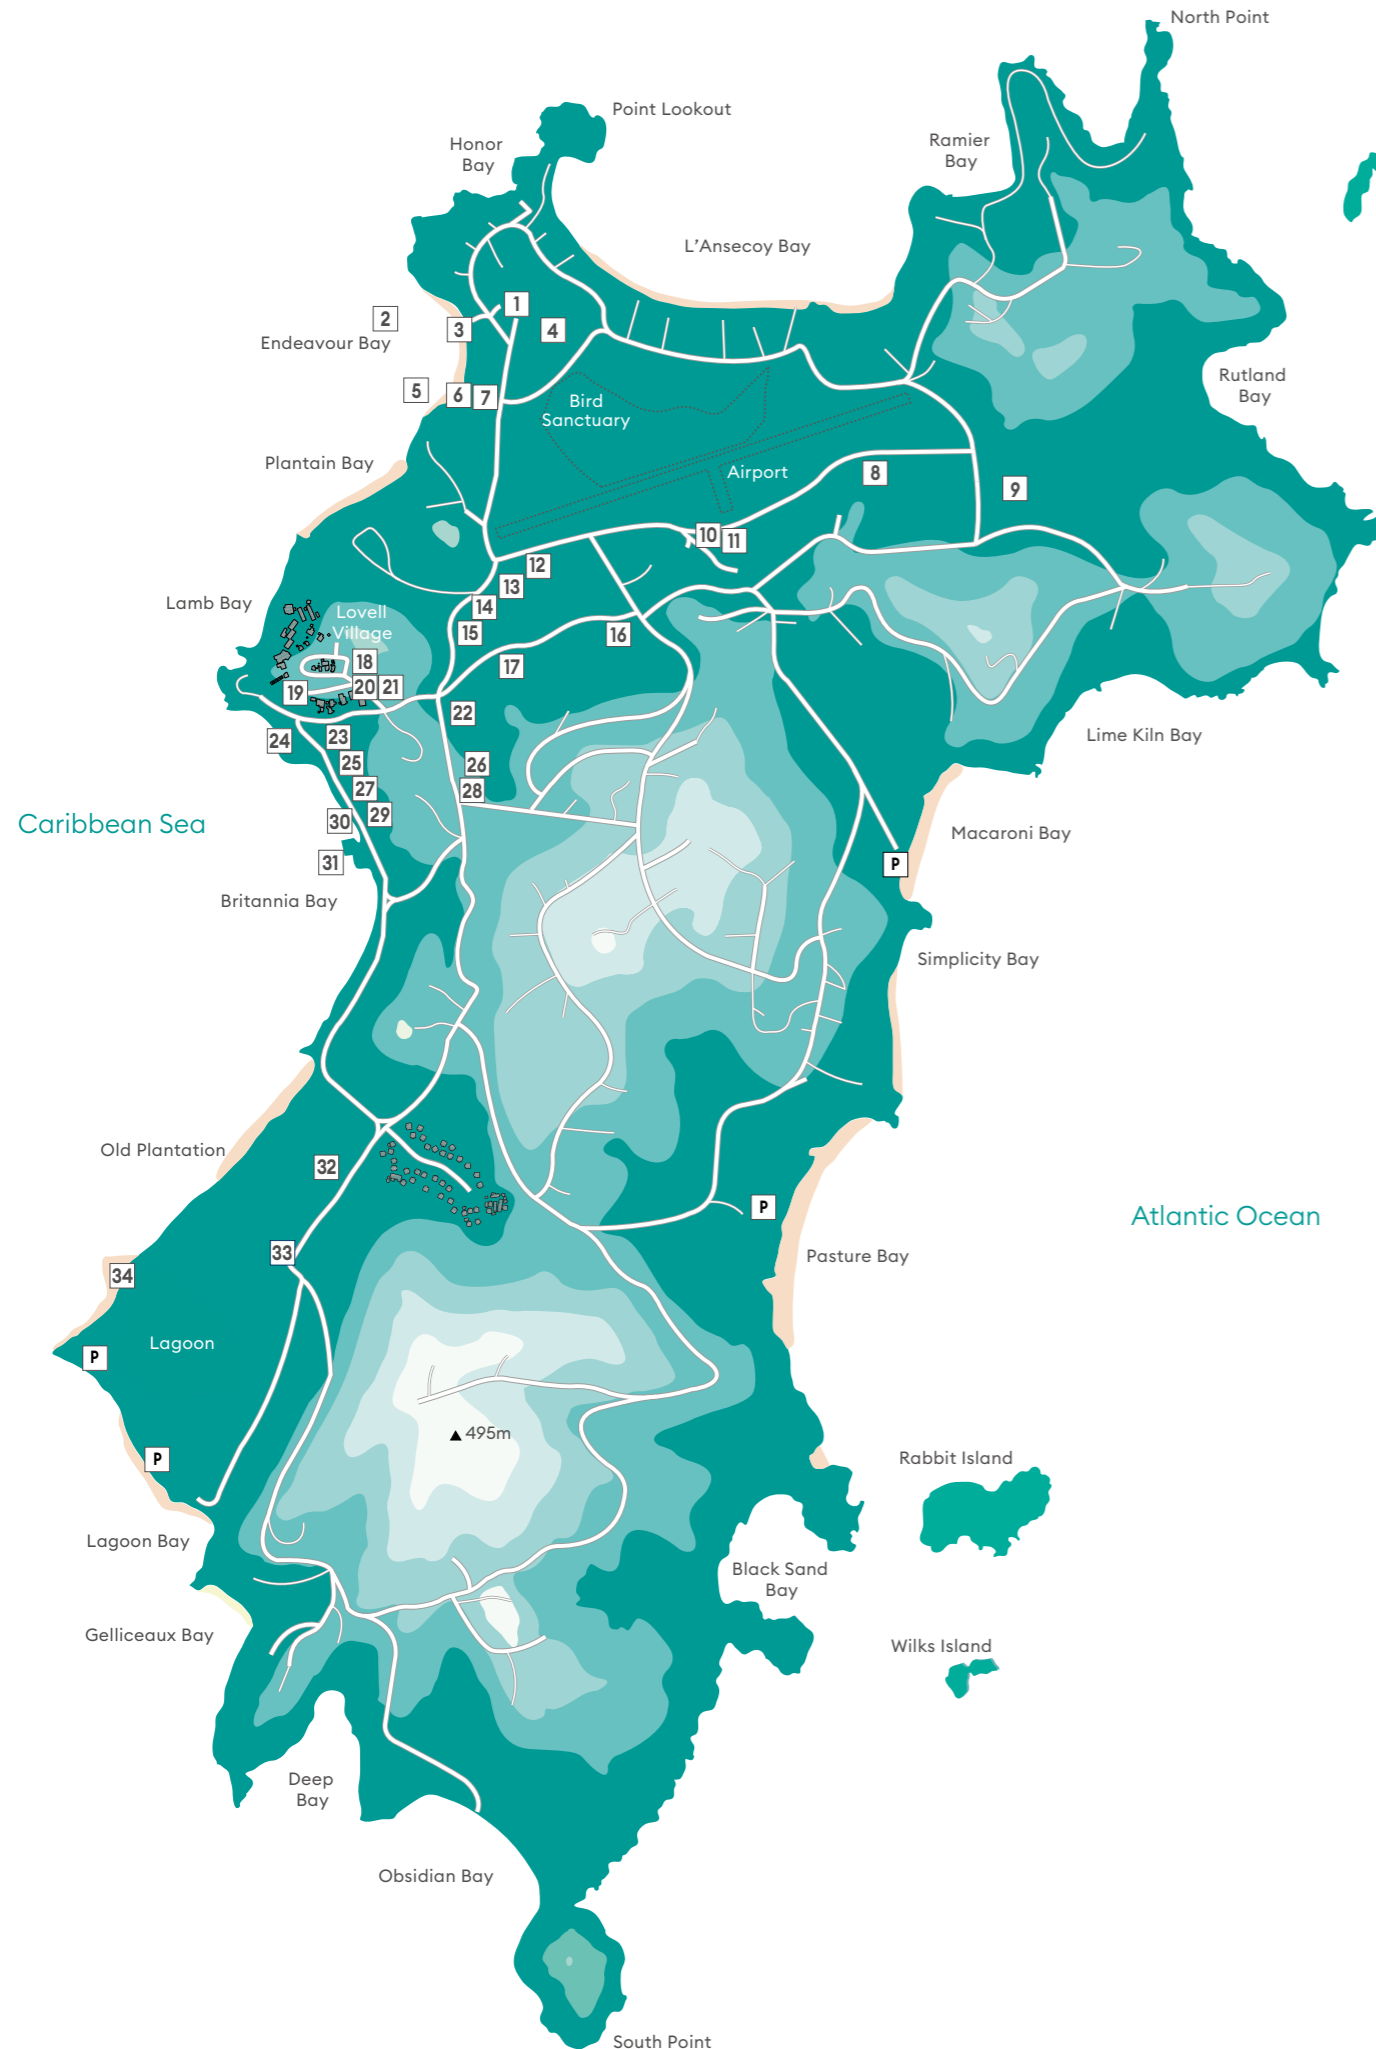 North Point
Point Lookout
Honor
Bay
Ramier
Bay
L'Ansecoy Bay
1
2
3
4
Endeavour Bay
Rutland
Bay
5
6
7
Bird
Sanctuary
Plantain Bay
Airport
8
9
10
11
12
13
Lamb Bay
14
Lovell
Village
15
16
17
18
19
20
21
22
23
24
Lime Kiln Bay
25
26
27
28
29
30
Caribbean Sea
Macaroni Bay
31
P
Britannia Bay
Simplicity Bay
Old Plantation
32
P
Atlantic Ocean
33
Pasture Bay
34
Lagoon
P
495m
P
Rabbit Island
Lagoon Bay
Black Sand
Bay
Gelliceaux Bay
Wilks Island
Deep
Bay
Obsidian Bay
South Point